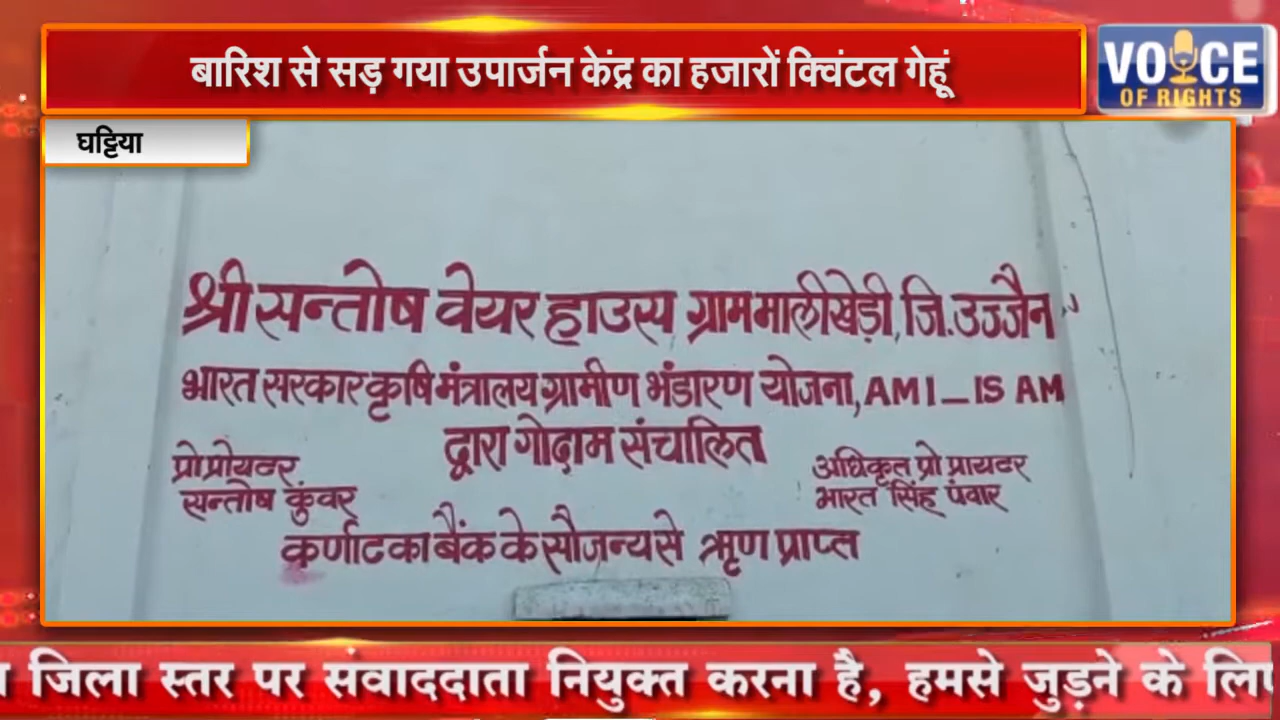 बारिश से सड़ गया उपार्जन केंद्र का हजारों क्विंटल गेहूं
VOICE
OF RIGHTS
घट्टिया
श्री सन्तोष वेयर हाउस ग्राम मालीखेड़ी, जि. उज्जैन
भारत सरकार कृषि मंत्रालय ग्रामीण भंडारण योजना, AMI_IS AM
द्वारा गोदाम संचालित
प्रोप्रोयटर
सन्तोष कुंवर
अधिकृत प्रो प्रायटर
भारत सिंह पंवार
कर्णाटका बैंक के सौजन्य से ऋण प्राप्त
जिला स्तर पर संवाददाता नियुक्त करना है, हमसे जुड़ने के